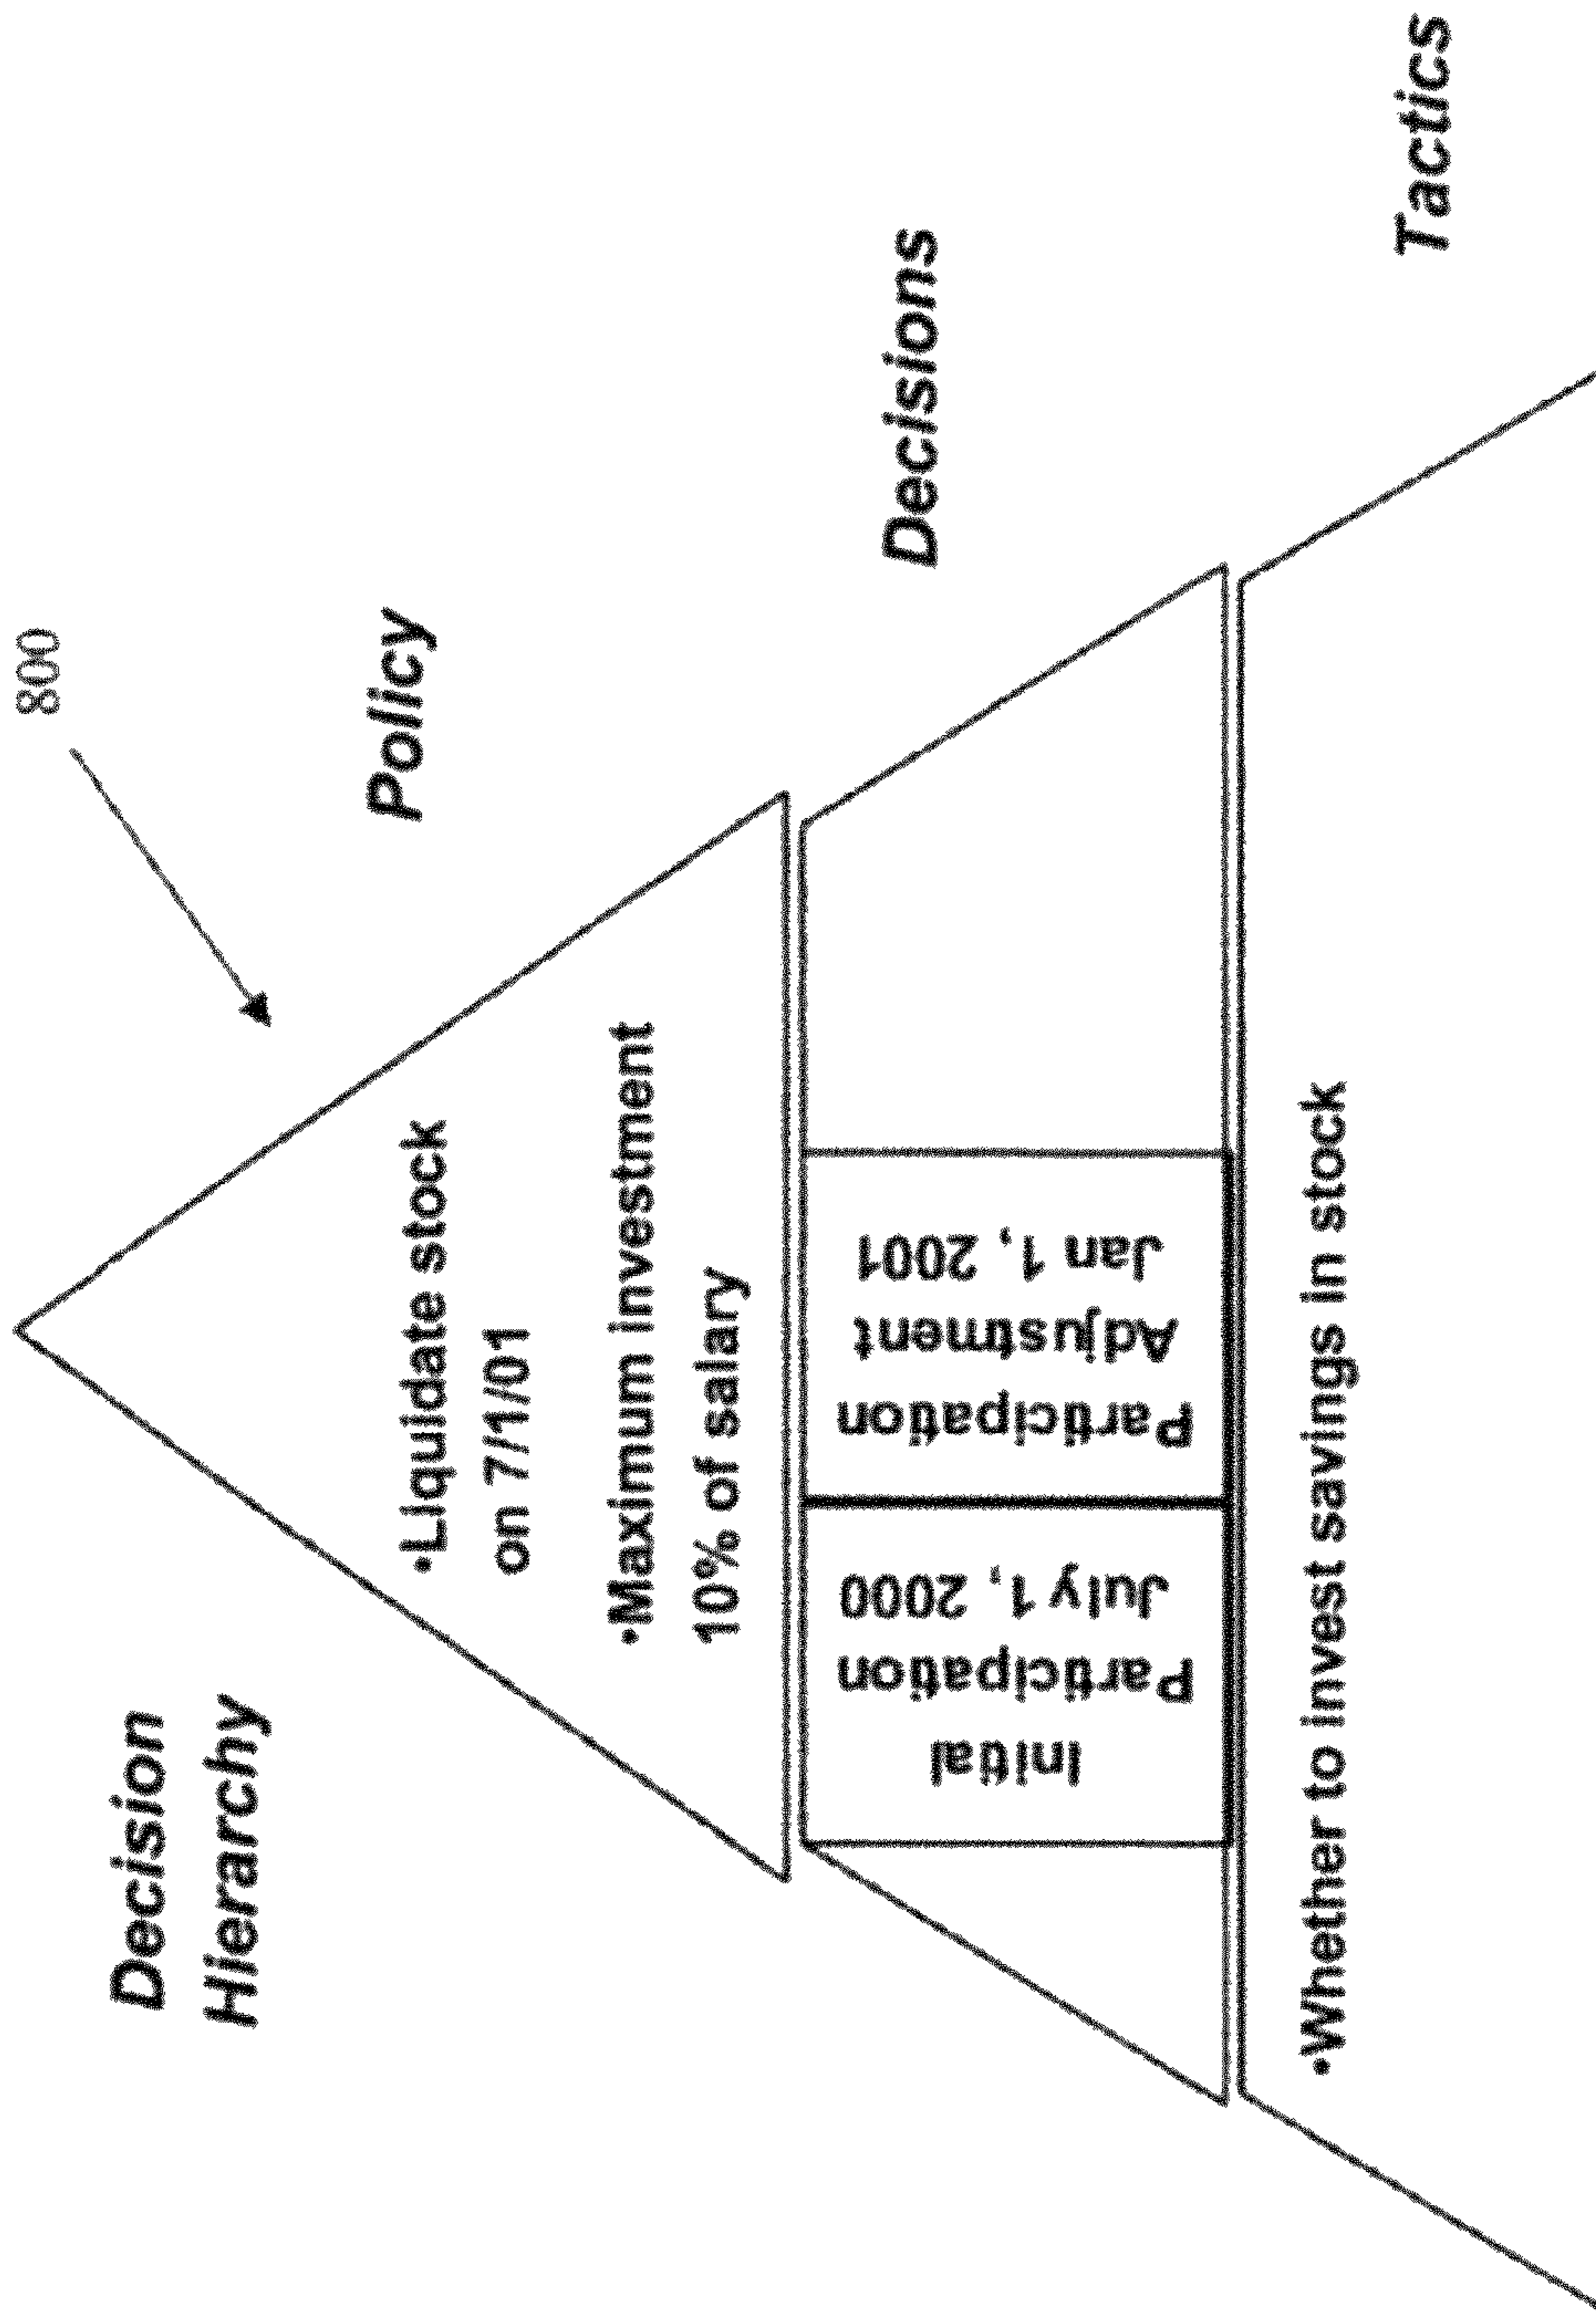 800
Decision
Hierarchy
Policy
•Liquidate stock
on 7/1/01
•Maximum investment
10% of salary
Decisions
Initial
Participation
July 1, 2000
Participation
Adjustment
Jan 1, 2001
Tactics
•Whether to invest savings in stock